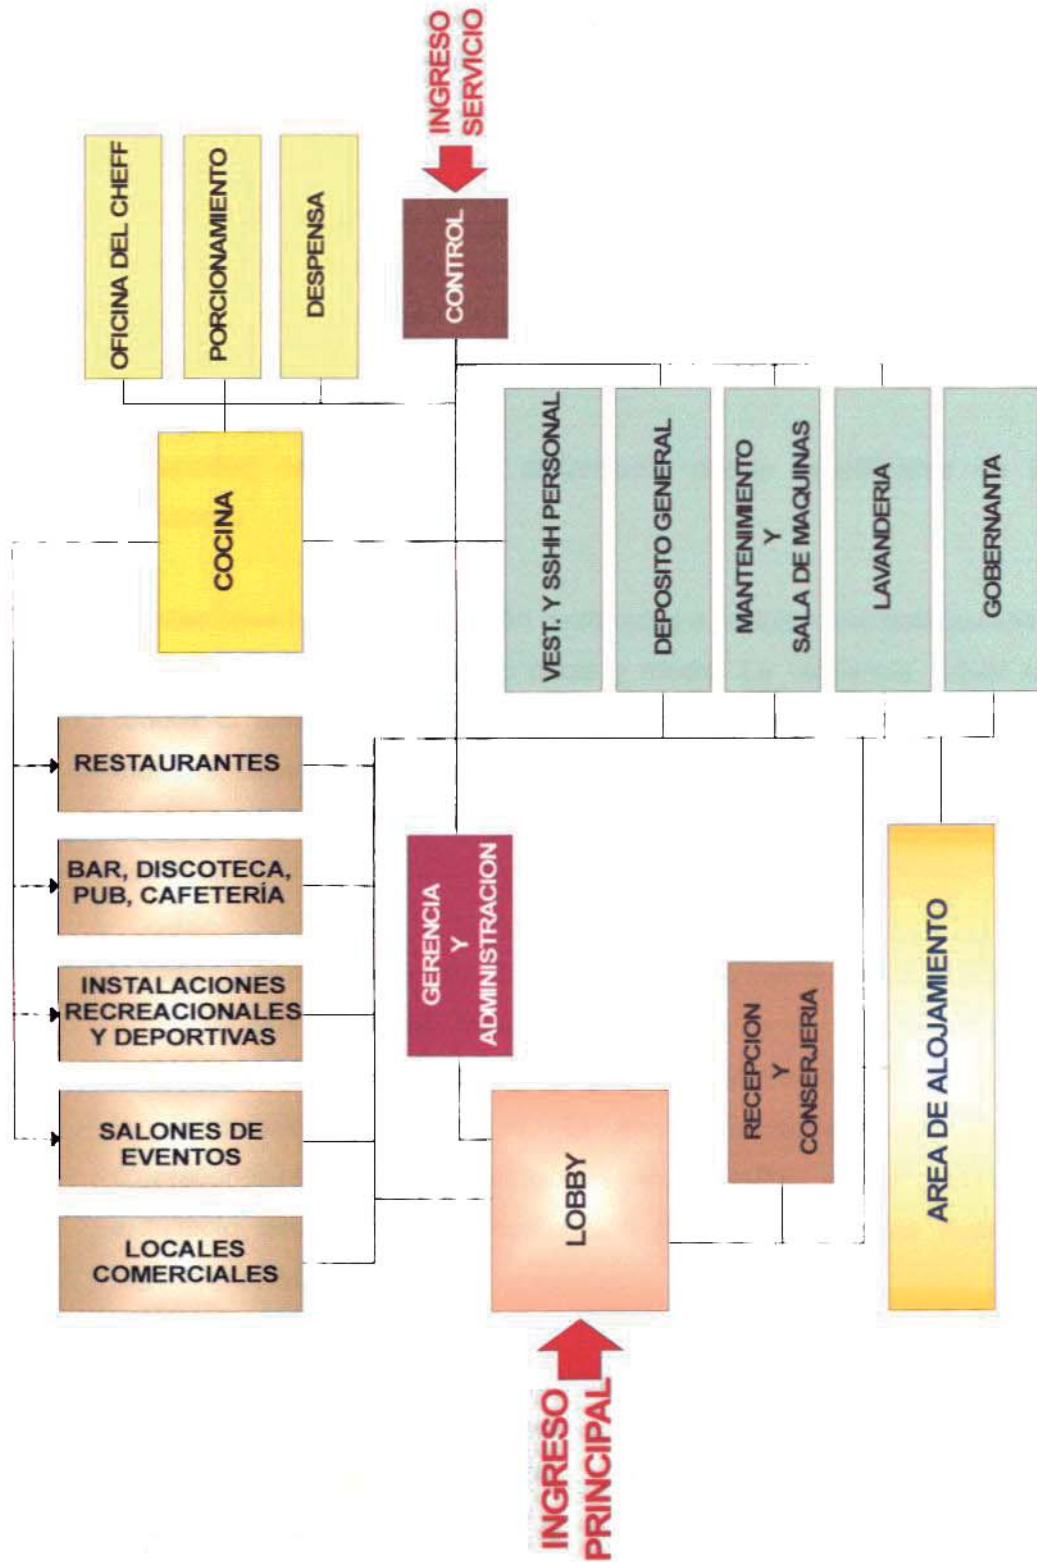 INGRESO
SERVICIO
OFICINA DEL CHEFF
PORCIONAMIENTO
DESPENSA
CONTROL
COCINA
VEST. Y SSHH PERSONAL
DEPOSITO GENERAL
MANTENIMIENTO
Y
SALA DE MAQUINAS
LAVANDERIA
GOBERNANTA
RESTAURANTES
BAR, DISCOTECA,
PUB, CAFETERÍA
INSTALACIONES
RECREACIONALES
Y DEPORTIVAS
SALONES DE
EVENTOS
LOCALES
COMERCIALES
GERENCIA
Y
ADMINISTRACION
LOBBY
RECEPCION
Y
CONSERJERIA
AREA DE ALOJAMIENTO
INGRESO
PRINCIPAL